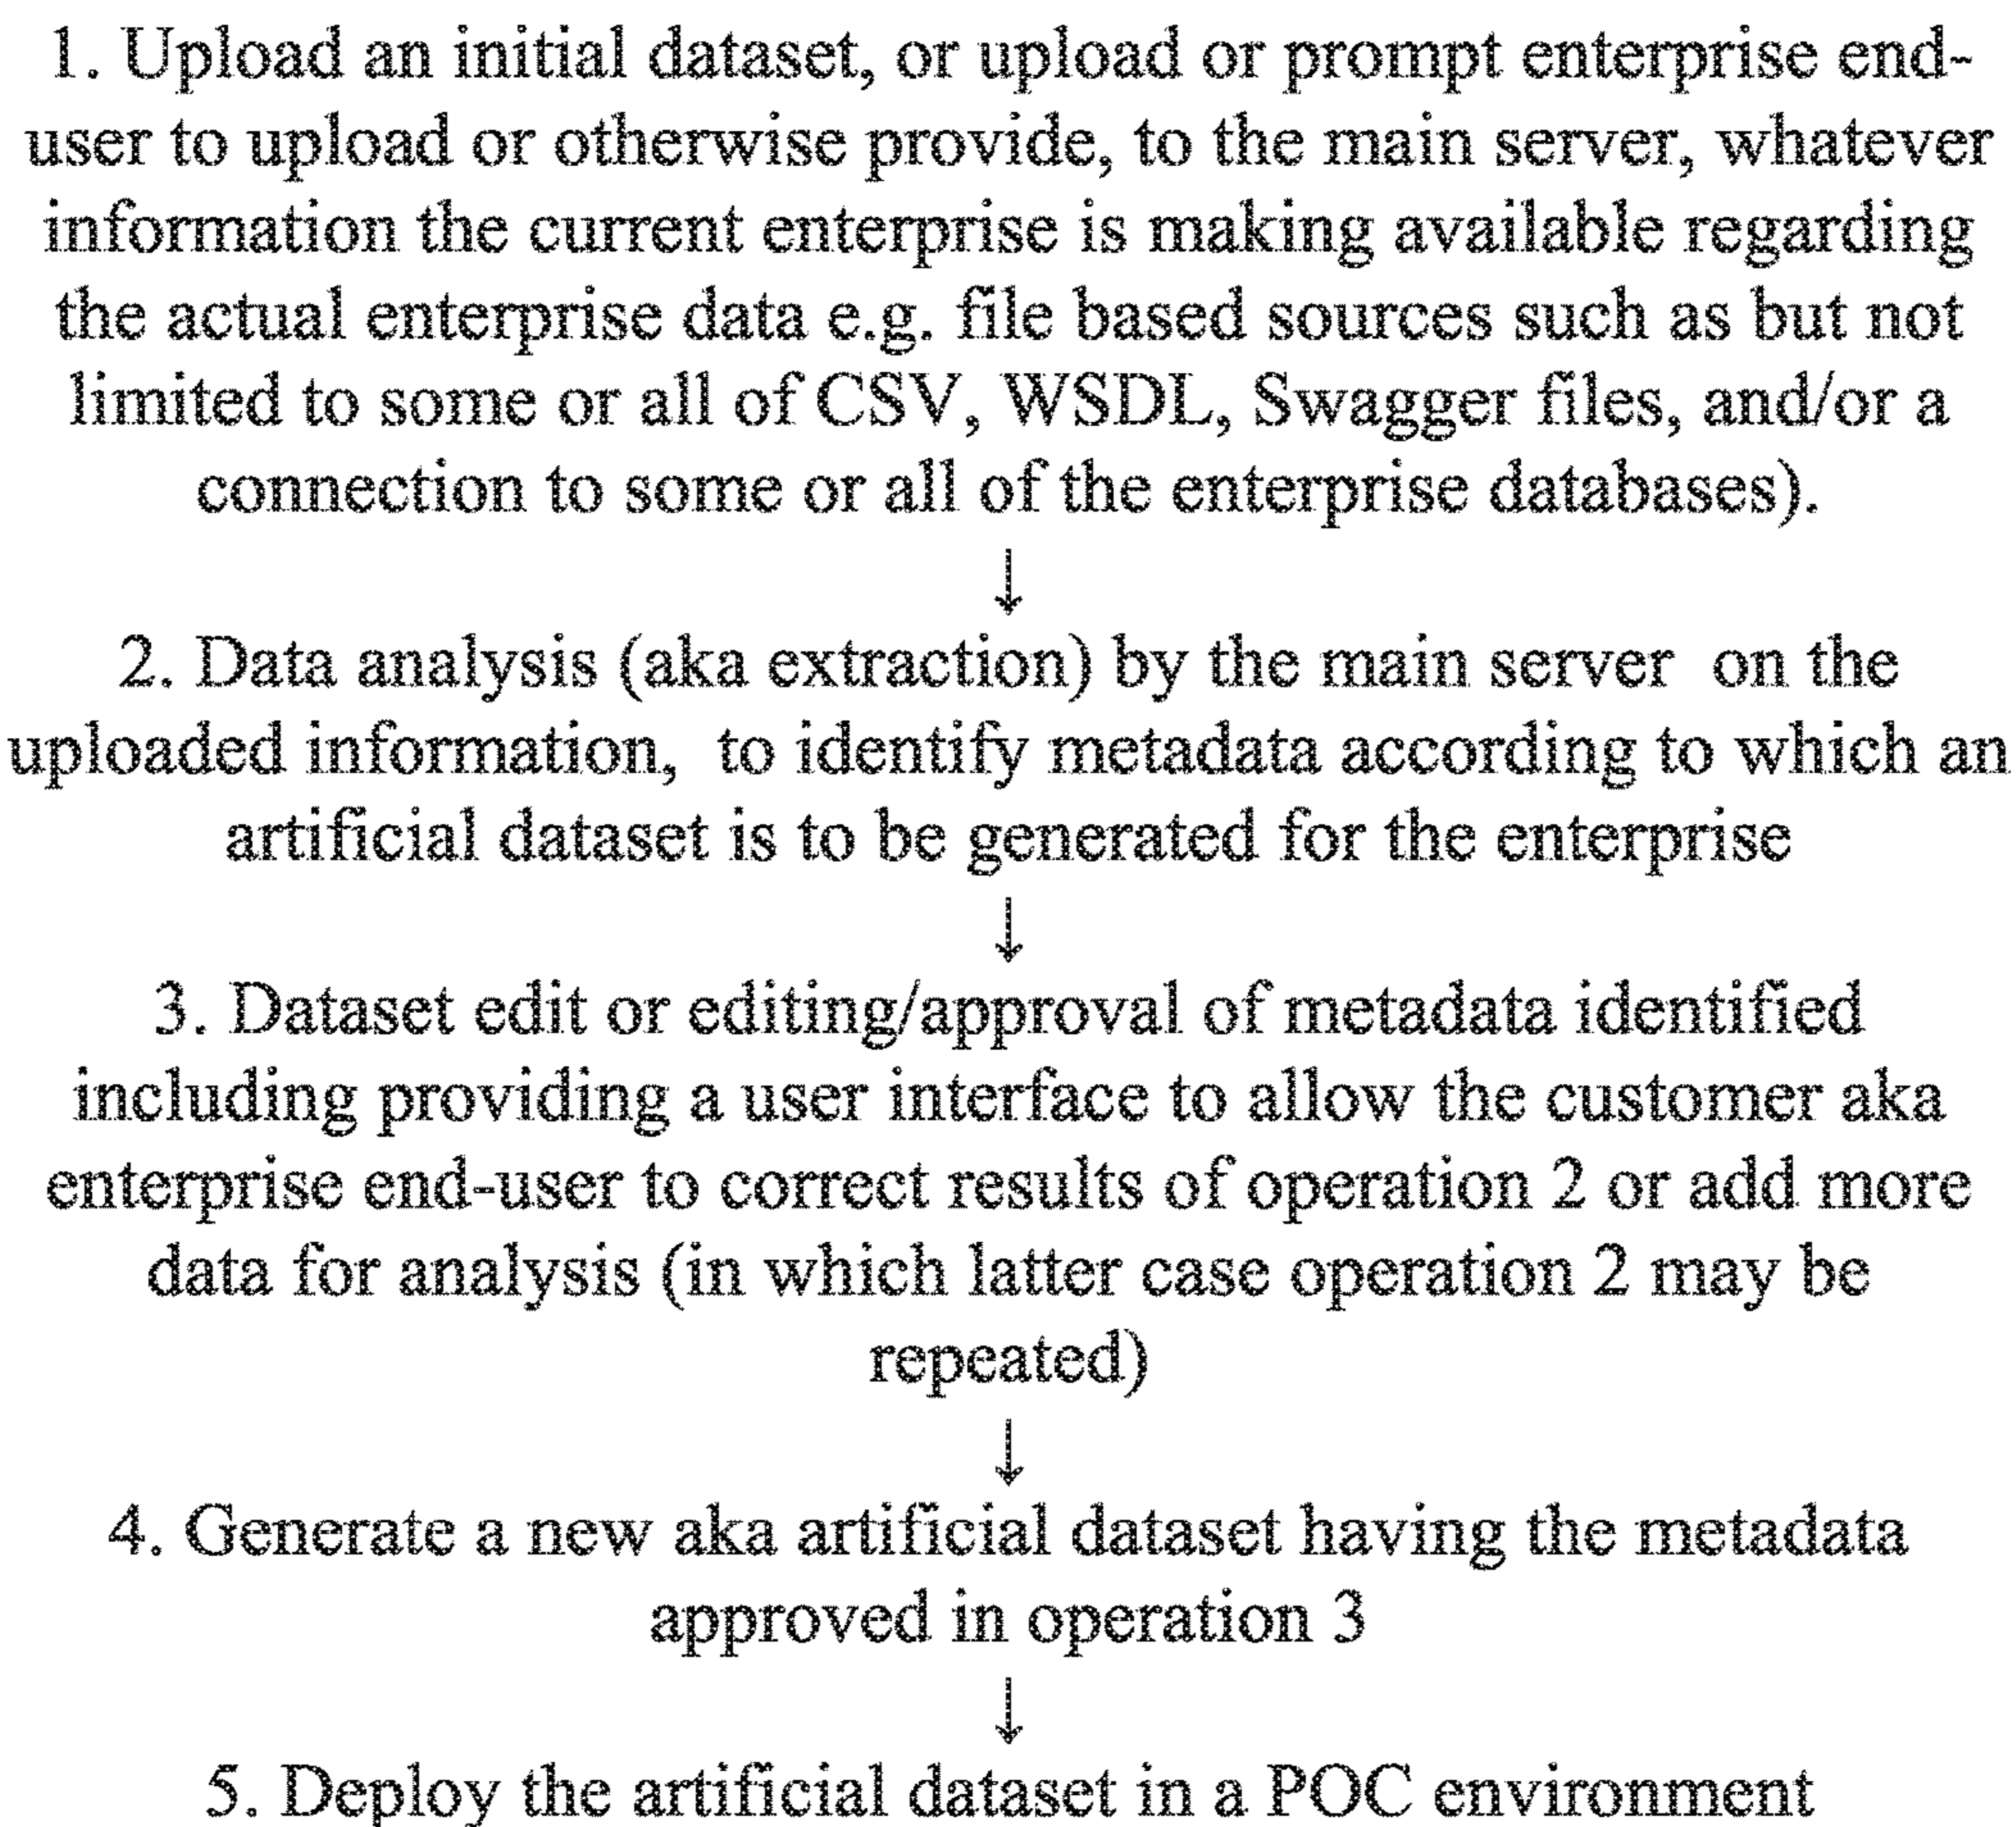 1. Upload an initial dataset, or upload or prompt enterprise end-
user to upload or otherwise provide, to the main server, whatever
information the current enterprise is making available regarding
the actual enterprise data e.g. file based sources such as but not
limited to some or all of CSV, WSDL, Swagger files, and/or a
connection to some or all of the enterprise databases).
↓
2. Data analysis (aka extraction) by the main server on the
uploaded information, to identify metadata according to which an
artificial dataset is to be generated for the enterprise
↓
3. Dataset edit or editing/approval of metadata identified
including providing a user interface to allow the customer aka
enterprise end-user to correct results of operation 2 or add more
data for analysis (in which latter case operation 2 may be
repeated)
↓
4. Generate a new aka artificial dataset having the metadata
approved in operation 3
↓
5. Deploy the artificial dataset in a POC environment